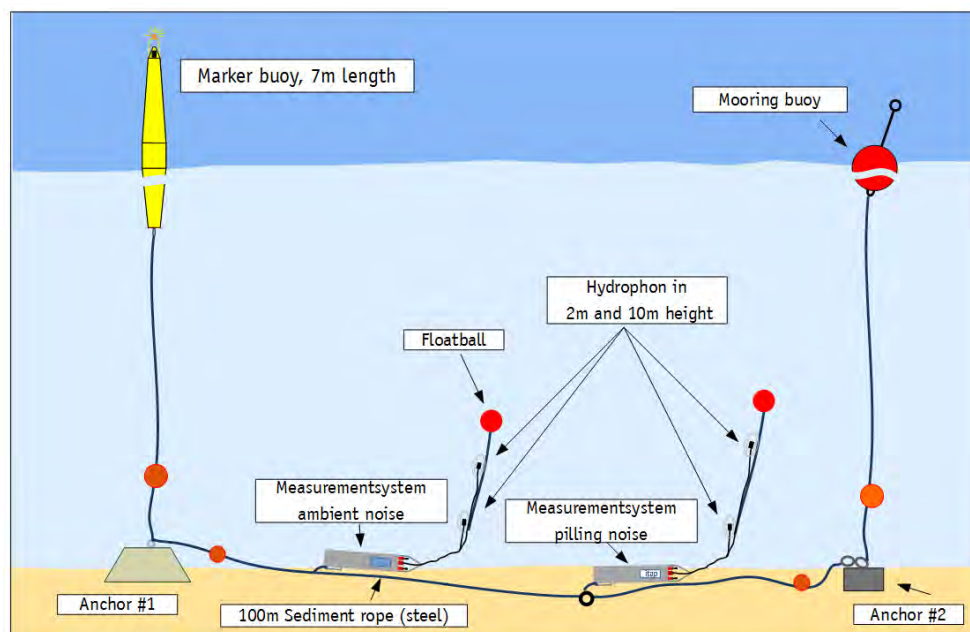 Marker buoy, 7m length
Mooring buoy
Hydrophon in
2m and 10m height
Floatball
Measurementsystem
ambient noise
Measurementsystem
pilling noise
Anchor #1
100m Sediment rope (steel)
Anchor #2